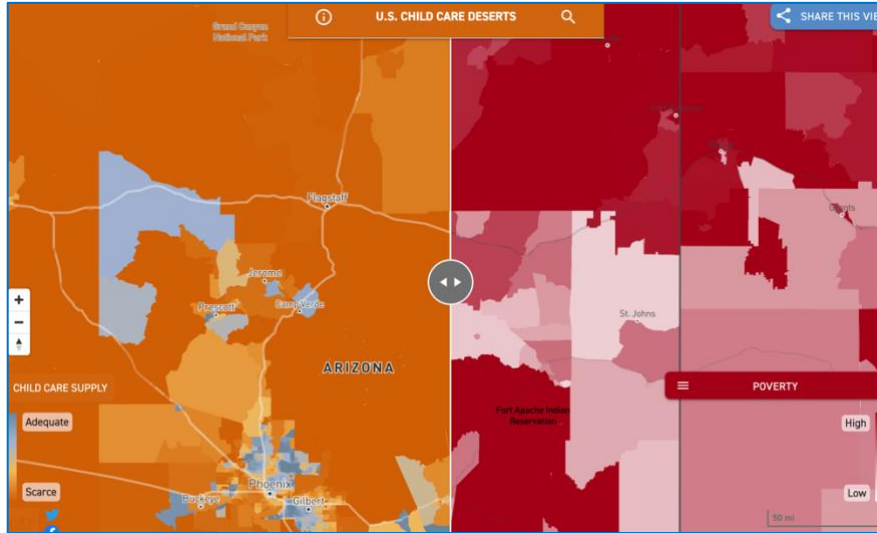 U.S. CHILD CARE DESERTS
SHARE THIS VIE
Grand Canyon
National Park
Flagstaff
Jerome
Prescott
Camp Verde
ARIZONA
Phoenix
Buckeye
Gilbert
CHILD CARE SUPPLY
Adequate
Scarce
Grants
St. Johns
Fort Apache Indian
Reservation
POVERTY
High
Low
50 mi